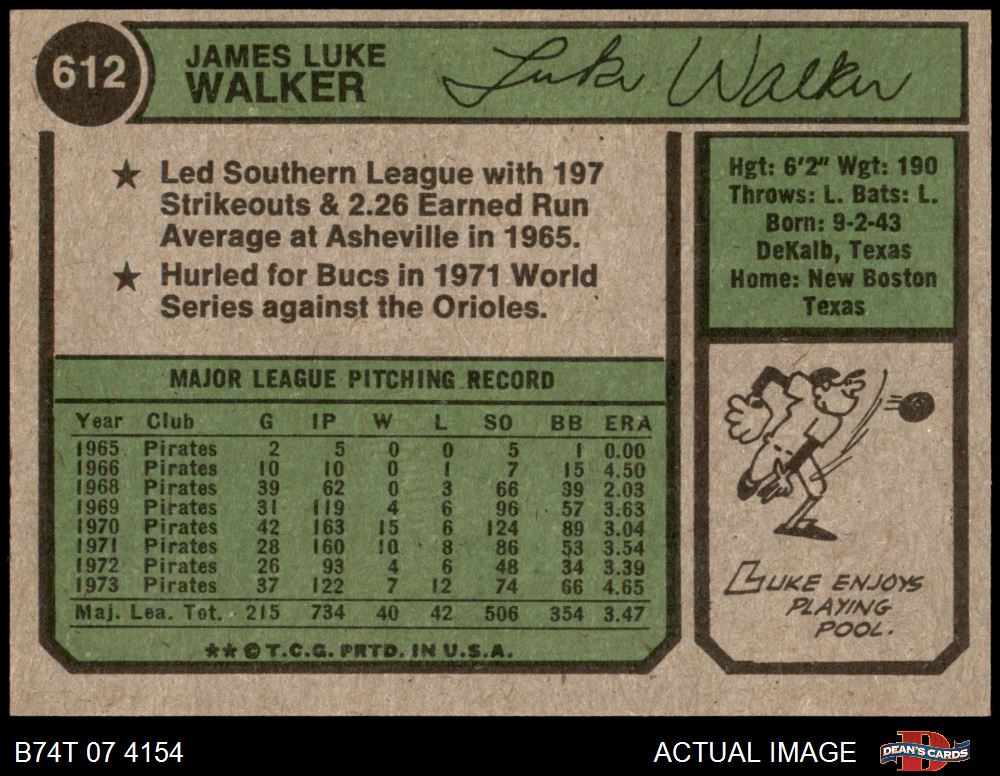 612
JAMES LUKE
WALKER
Luke Walker
★ Led Southern League with 197
Strikeouts & 2.26 Earned Run
Average at Asheville in 1965.
★ Hurled for Bucs in 1971 World
Series against the Orioles.
Hgt: 6'2" Wgt: 190
Throws: L. Bats: L.
Born: 9-2-43
DeKalb, Texas
Home: New Boston
Texas
MAJOR LEAGUE PITCHING RECORD
Year Club G IP W L SO BB ERA
1965 Pirates 2 5 0 0 5 1 0.00
1966 Pirates 10 10 0 1 7 15 4.50
1968 Pirates 39 62 0 3 66 39 2.03
1969 Pirates 31 119 4 6 96 57 3.63
1970 Pirates 42 163 15 6 124 89 3.04
1971 Pirates 28 160 10 8 86 53 3.54
1972 Pirates 26 93 4 6 48 34 3.39
1973 Pirates 37 122 7 12 74 66 4.65
Maj. Lea. Tot. 215 734 40 42 506 354 3.47
★★©T.C.G. PRTD. IN U.S.A.
LUKE ENJOYS
PLAYING
POOL.
B74T 07 4154
ACTUAL IMAGE
D
DEAN'S CARDS